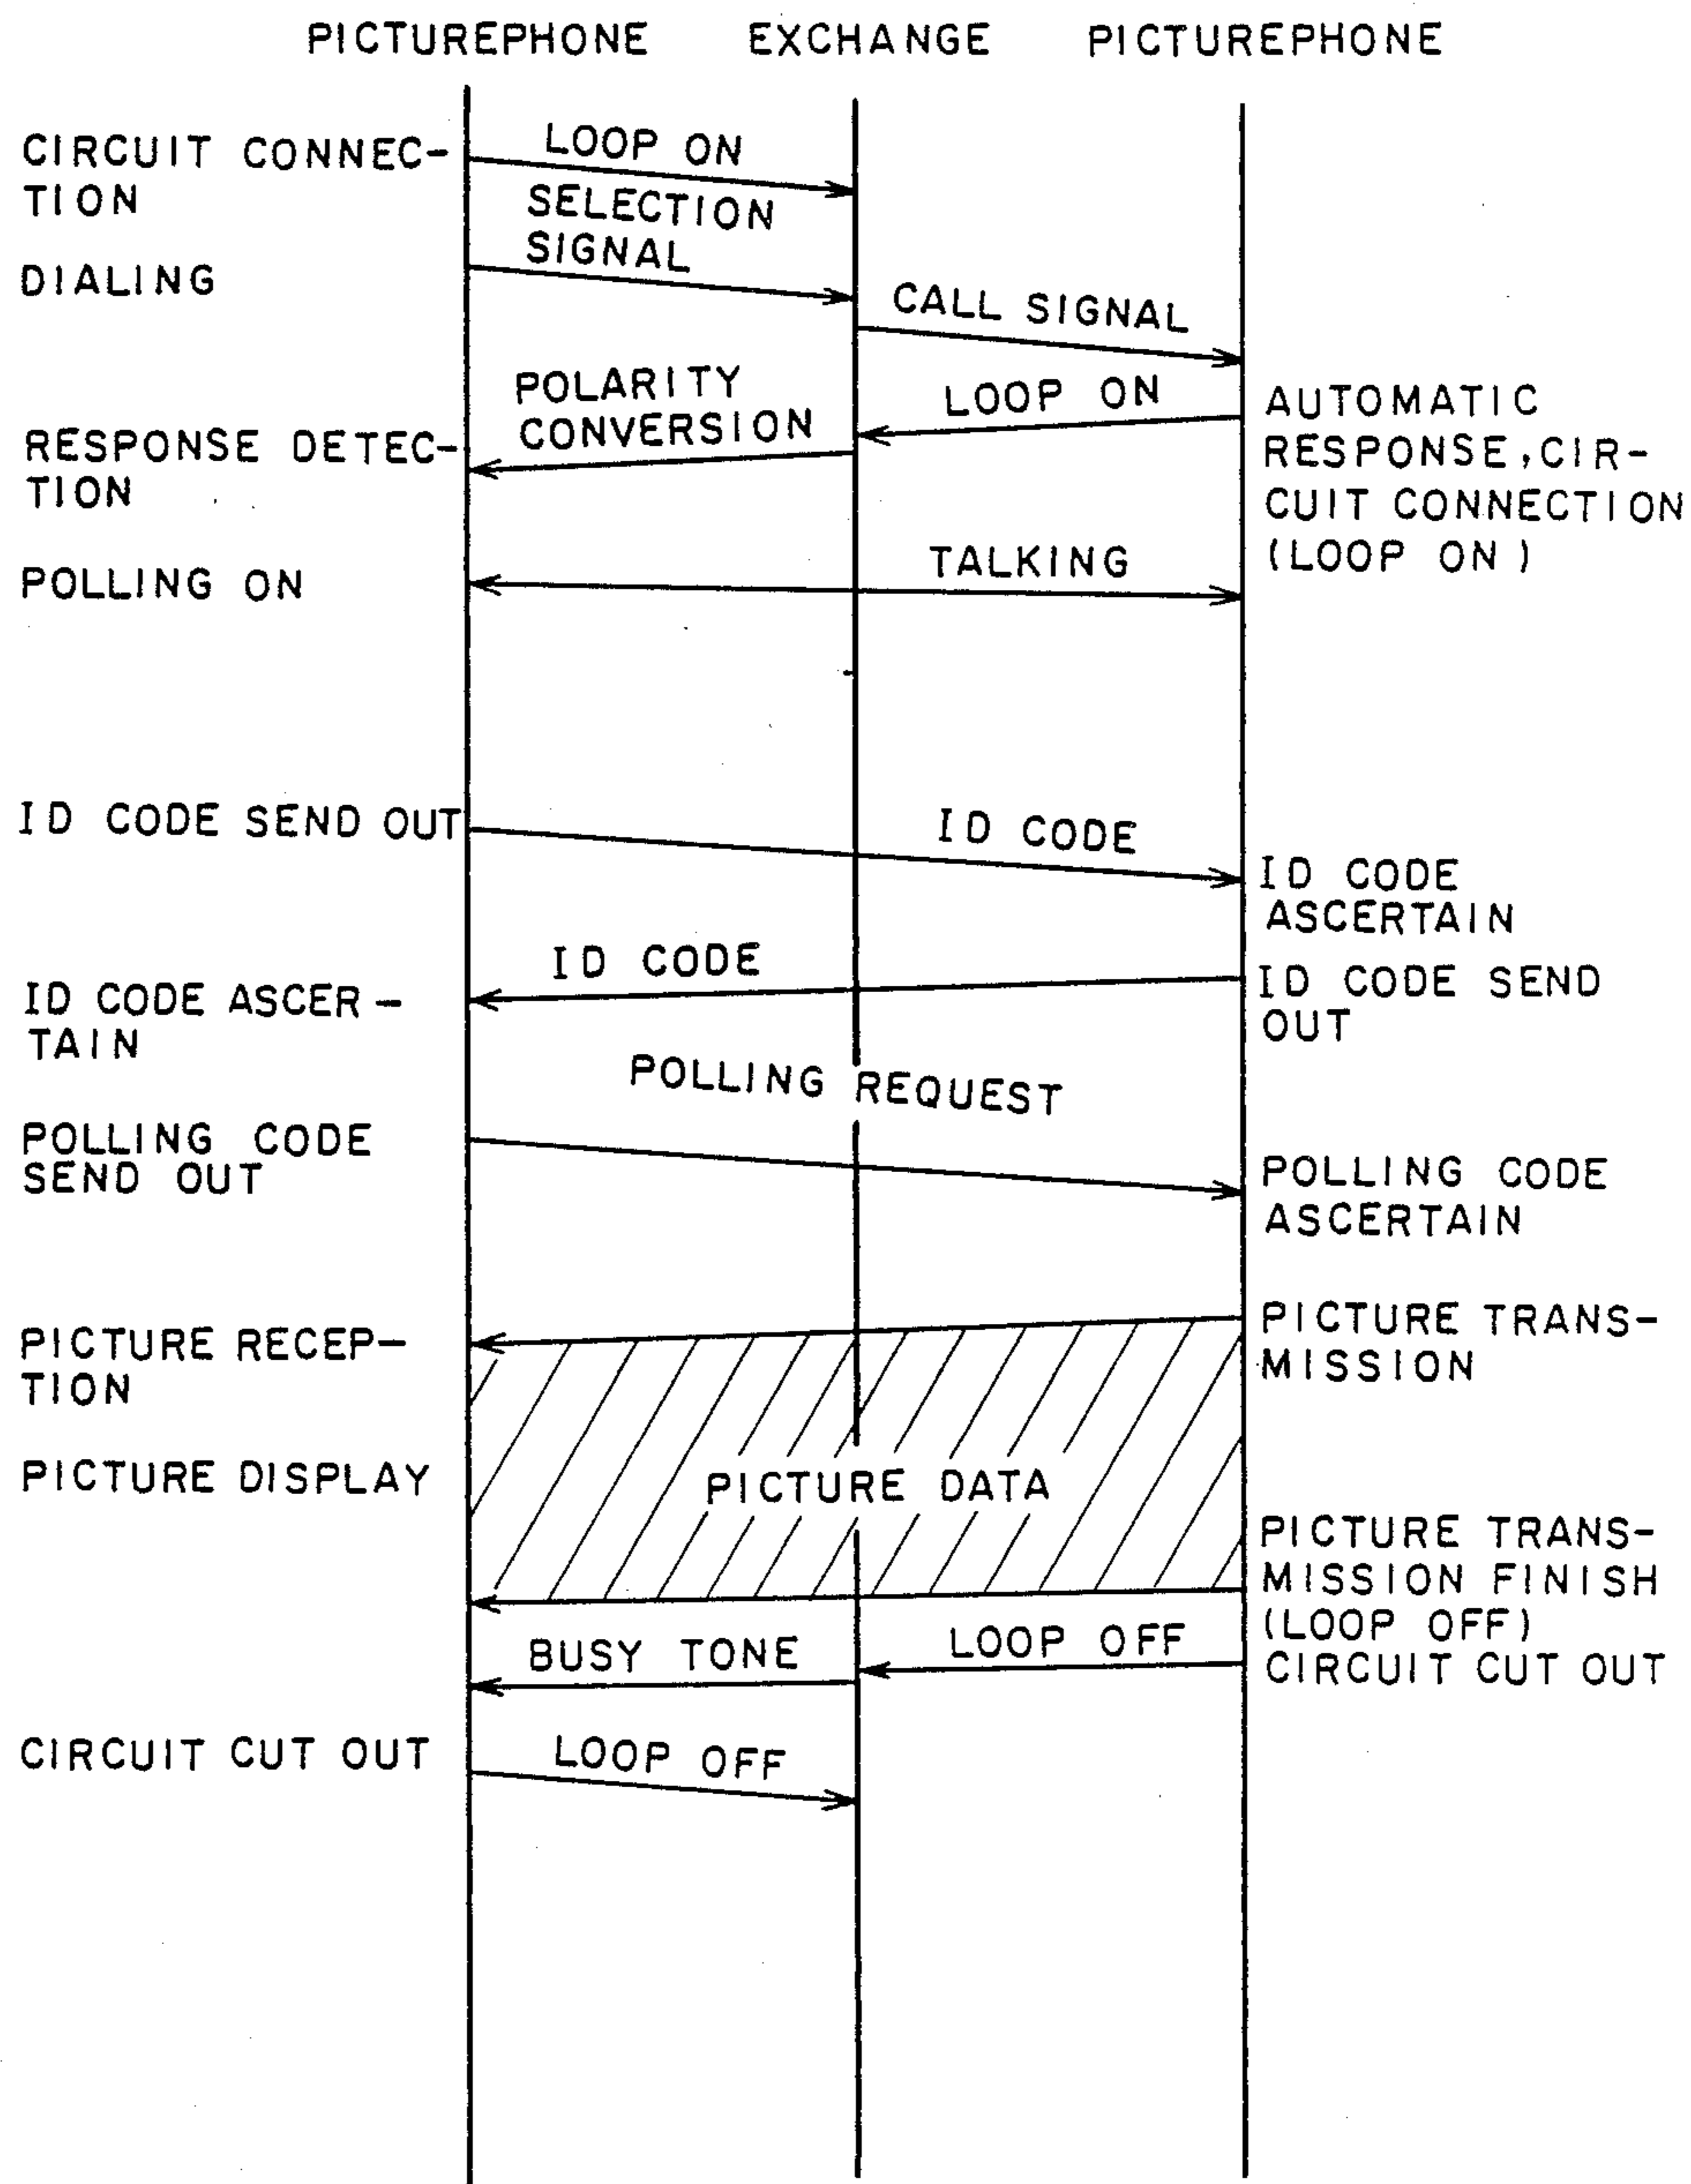 PICTUREPHONE EXCHANGE PICTUREPHONE
CIRCUIT CONNEC-
TION
LOOP ON
SELECTION
SIGNAL
DIALING
CALL SIGNAL
POLARITY
CONVERSION
LOOP ON
RESPONSE DETEC-
TION
AUTOMATIC
RESPONSE, CIR-
CUIT CONNECTION
(LOOP ON)
POLLING ON
TALKING
ID CODE SEND OUT
ID CODE
ID CODE
ASCERTAIN
ID CODE
ID CODE SEND
OUT
ID CODE ASCER-
TAIN
POLLING REQUEST
POLLING CODE
SEND OUT
POLLING CODE
ASCERTAIN
PICTURE RECEP-
TION
PICTURE TRANS-
MISSION
PICTURE DISPLAY
PICTURE DATA
PICTURE TRANS-
MISSION FINISH
(LOOP OFF)
CIRCUIT CUT OUT
BUSY TONE
LOOP OFF
CIRCUIT CUT OUT
LOOP OFF